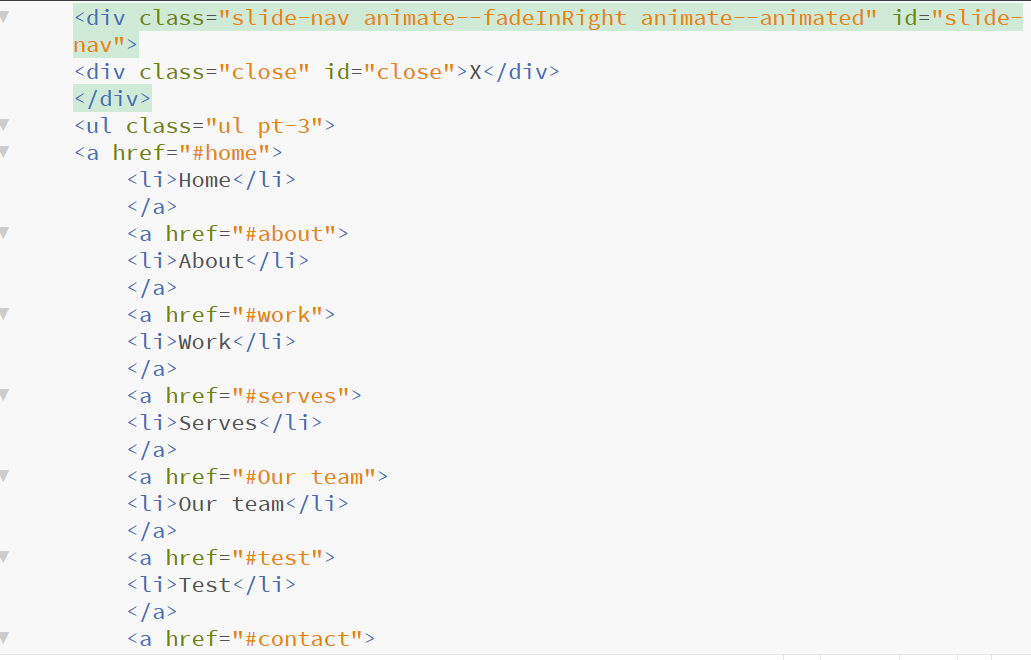 <div class="slide-nav animate--fadeInRight animate--animated" id="slide-
nav">
<div class="close" id="close">X</div>
</div>
<ul class="ul pt-3">
<a href="#home">
<li>Home</li>
</a>
<a href="#about">
<li>About</li>
</a>
<a href="#work">
<li>Work</li>
</a>
<a href="#serves">
<li>Serves</li>
</a>
<a href="#Our team">
<li>Our team</li>
</a>
<a href="#test">
<li>Test</li>
</a>
<a href="#contact">